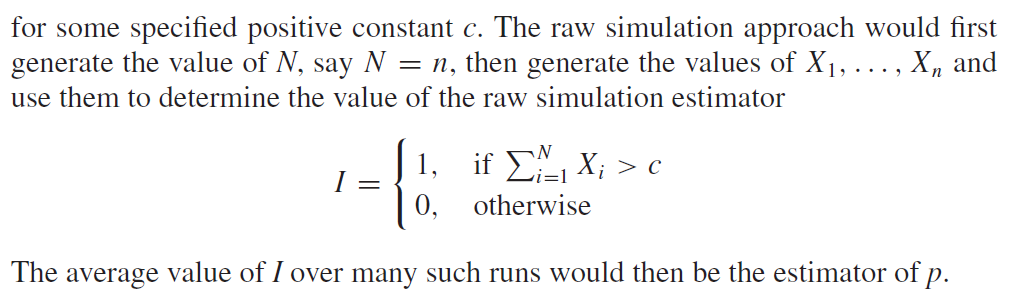 for some specified positive constant c. The raw simulation approach would first
generate the value of N, say N = n, then generate the values of X₁, . . . , Xₙ and
use them to determine the value of the raw simulation estimator
I = { 1, if ∑ᴺᵢ₌₁ Xᵢ > c
0, otherwise
The average value of I over many such runs would then be the estimator of p.